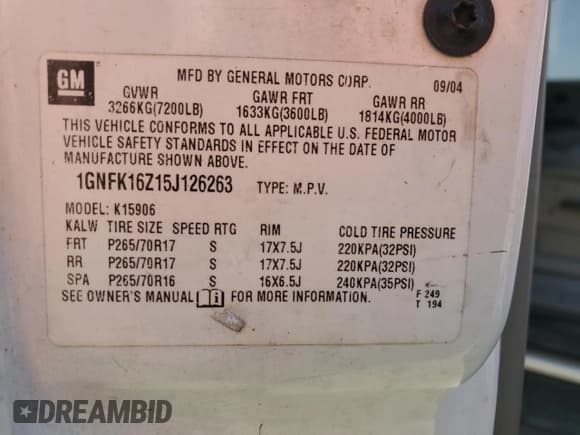 GM
MFD BY GENERAL MOTORS CORP. 09/04
GVWR GAWR FRT GAWR RR
3266KG(7200LB) 1633KG(3600LB) 1814KG(4000LB)
THIS VEHICLE CONFORMS TO ALL APPLICABLE U.S. FEDERAL MOTOR
VEHICLE SAFETY STANDARDS IN EFFECT ON THE DATE OF
MANUFACTURE SHOWN ABOVE.
1GNFK16Z15J126263 TYPE: M.P.V.
MODEL: K15906
KALW TIRE SIZE SPEED RTG RIM COLD TIRE PRESSURE
FRT P265/70R17 S 17X7.5J 220KPA(32PSI)
RR P265/70R17 S 17X7.5J 220KPA(32PSI)
SPA P265/70R16 S 16X6.5J 240KPA(35PSI)
SEE OWNER'S MANUAL FOR MORE INFORMATION. F 249
T 194
DREAMBID